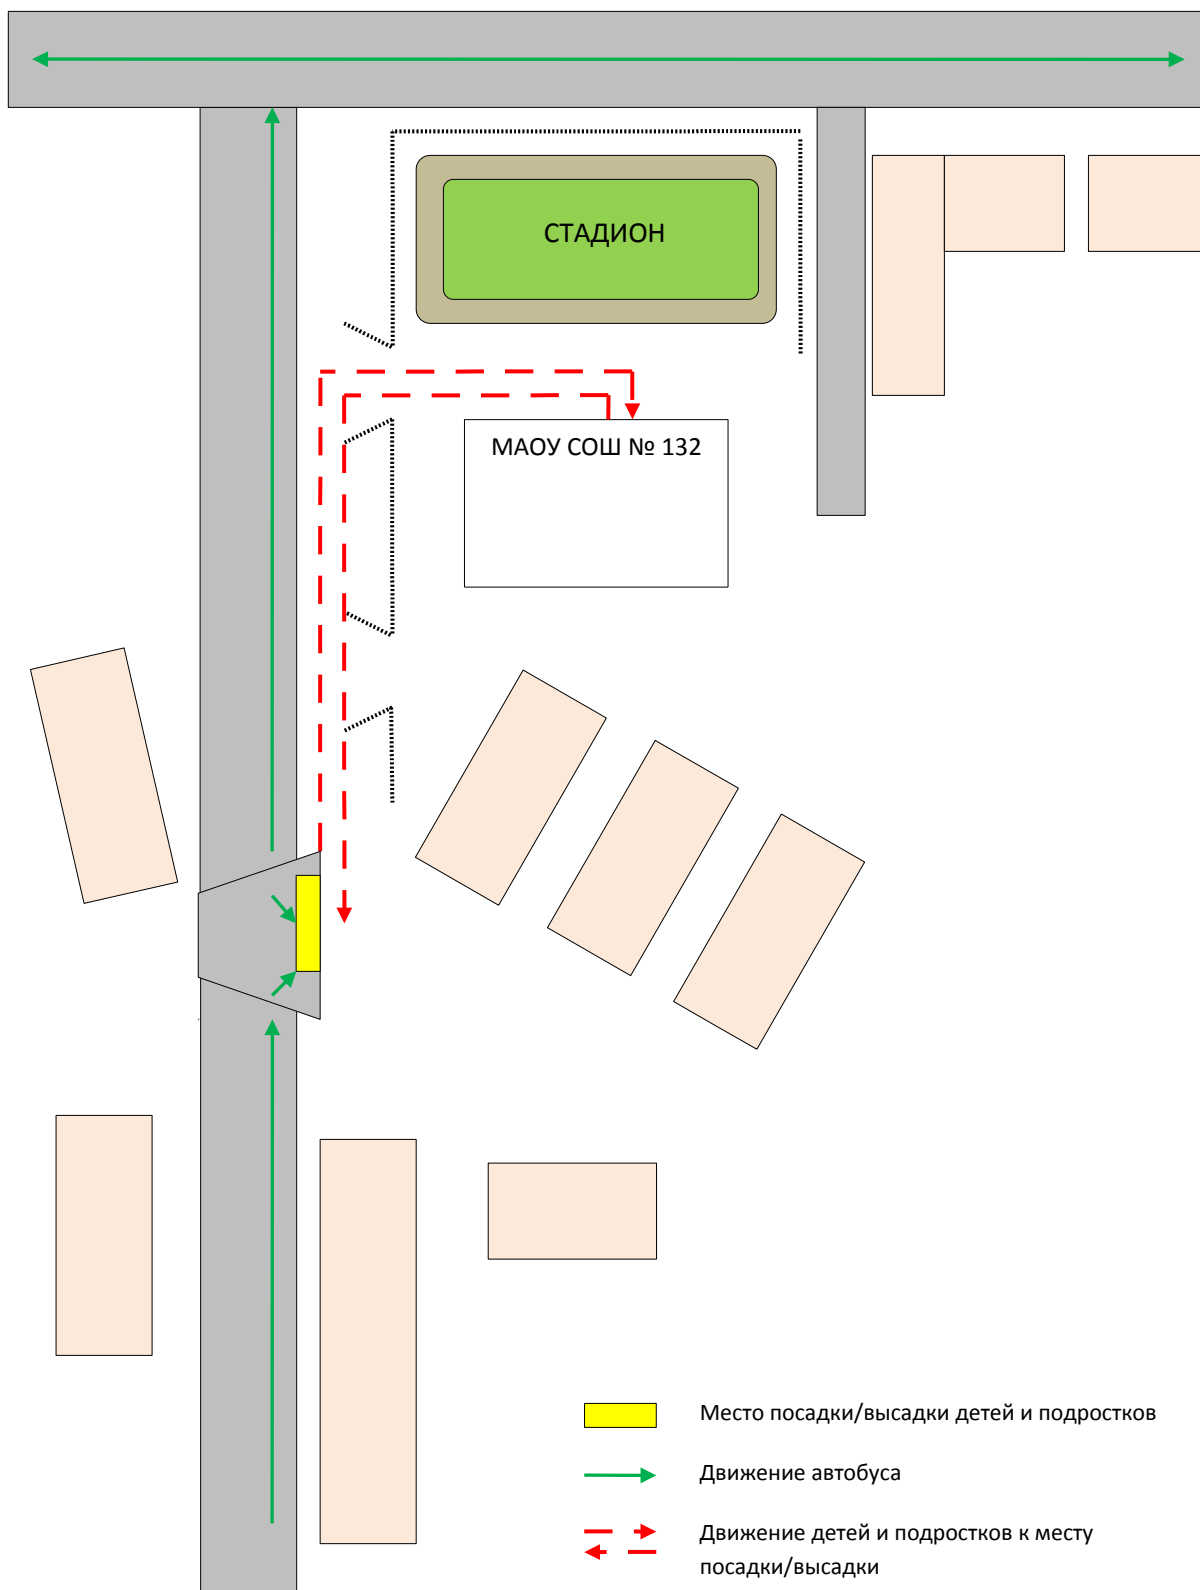 СТАДИОН
МАОУ СОШ № 132
Место посадки/высадки детей и подростков
Движение автобуса
Движение детей и подростков к месту
посадки/высадки